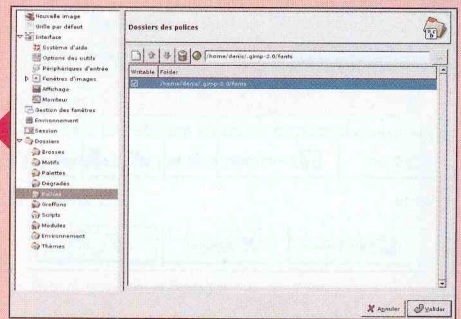 Nouvelle image
Grille par défaut
Interface
Système d'aide
Options des outils
Périphériques d'entrée
Fenêtres d'images
Affichage
Moniteur
Gestion des fenêtres
Environnement
Session
Dossiers
Brosses
Motifs
Palettes
Dégradés
Polices
Greffons
Scripts
Modules
Environnement
Thèmes
Dossiers des polices
/home/denis/.gimp-2.0/fonts
Writable Folder
/home/denis/.gimp-2.0/fonts
Annuler
Valider